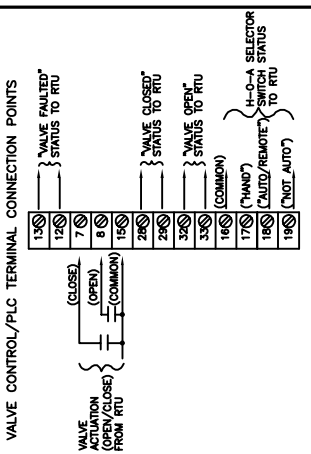 VALVE CONTROL/PLC TERMINAL CONNECTION POINTS
VALVE
ACTUATION
(OPEN/CLOSE)
FROM RTU
(CLOSE)
(OPEN)
(COMMON)
13
12
7
8
15
28
29
32
33
16
17
18
19
"VALVE FAULTED"
STATUS TO RTU
"VALVE CLOSED"
STATUS TO RTU
"VALVE OPEN"
STATUS TO RTU
(COMMON)
("HAND")
("AUTO/REMOTE")
("NOT AUTO")
H-O-A SELECTOR
SWITCH STATUS
TO RTU